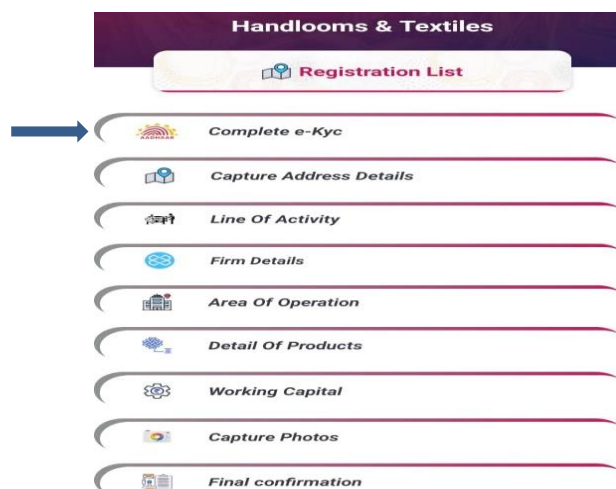 Handlooms & Textiles
Registration List
AADHAAR
Complete e-Kyc
Capture Address Details
Line Of Activity
Firm Details
Area Of Operation
Detail Of Products
Working Capital
Capture Photos
Final confirmation